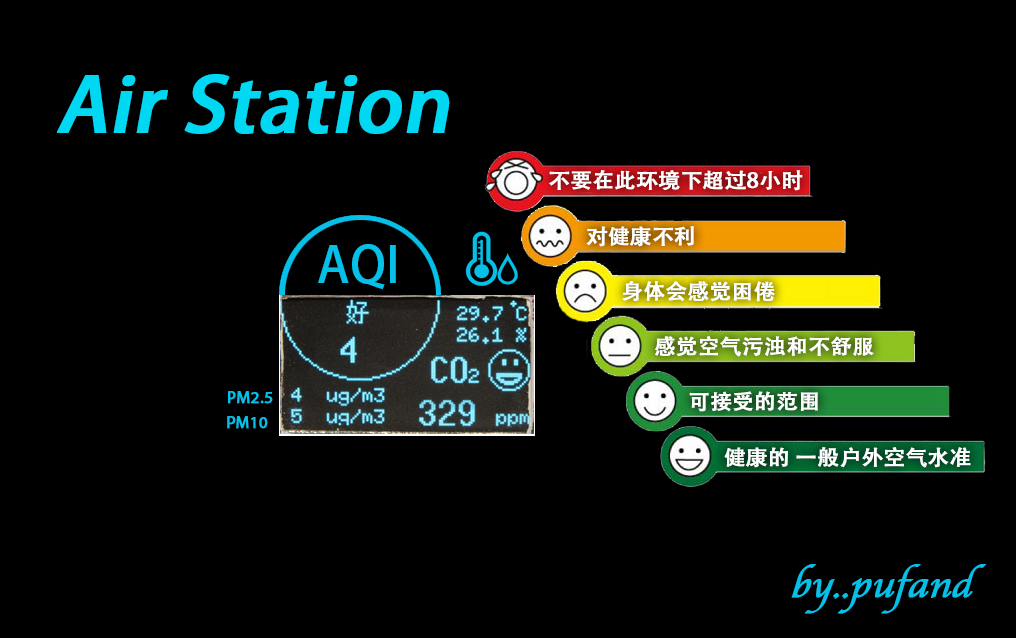 Air Station
不要在此环境下超过8小时
对健康不利
身体会感觉困倦
感觉空气污浊和不舒服
可接受的范围
健康的 一般户外空气水准
AQI
好
4
29.7 °C
26.1 %
CO₂
PM2.5 4 ug/m3
PM10 5 ug/m3
329 ppm
by..pufand